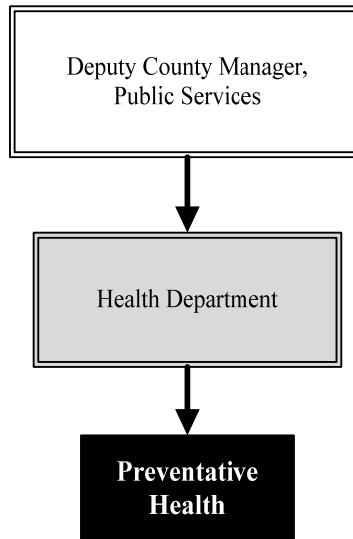 Deputy County Manager,
Public Services
Health Department
Preventative
Health